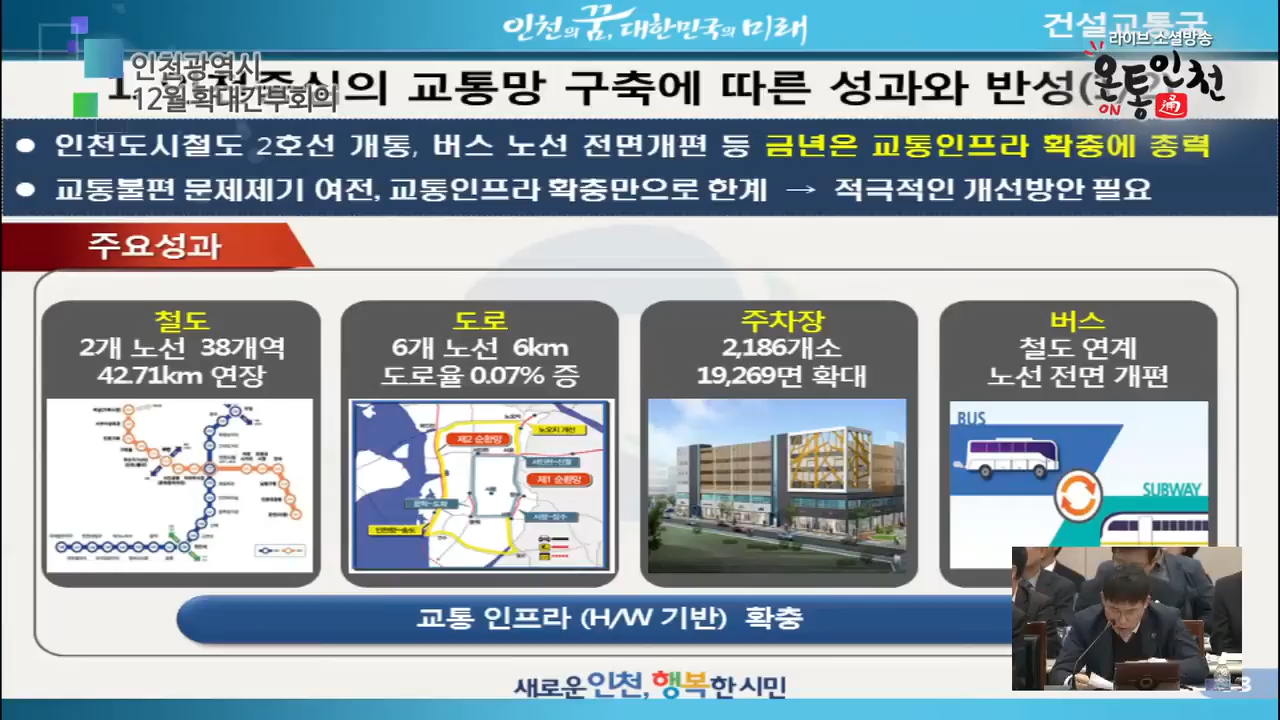 인천의 꿈, 대한민국의 미래
건설교통국
라이브 소셜방송
온통인천
ON 通
인천광역시
12월 확대간부회의
교통망 구축에 따른 성과와 반성
● 인천도시철도 2호선 개통, 버스 노선 전면개편 등 금년은 교통인프라 확충에 총력
● 교통불편 문제제기 여전, 교통인프라 확충만으로 한계 → 적극적인 개선방안 필요
주요성과
철도
2개 노선 38개역
42.71km 연장
도로
6개 노선 6km
도로율 0.07% 증
제2 순환망
노오지 개선
제1 순환망
주차장
2,186개소
19,269면 확대
버스
철도 연계
노선 전면 개편
BUS
SUBWAY
교통 인프라 (H/W 기반) 확충
새로운 인천, 행복한 시민
3